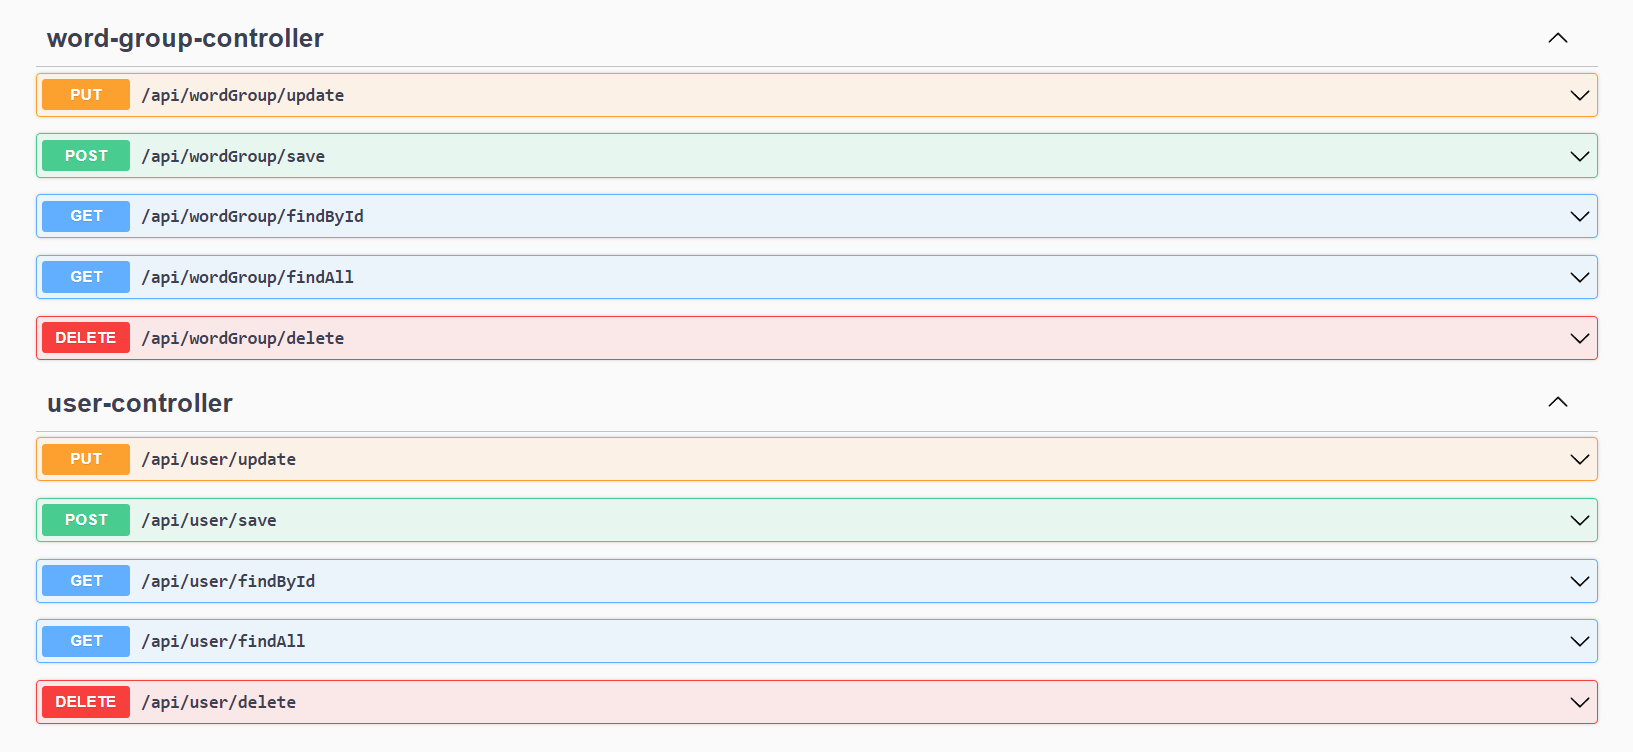 word-group-controller
PUT /api/wordGroup/update
POST /api/wordGroup/save
GET /api/wordGroup/findById
GET /api/wordGroup/findAll
DELETE /api/wordGroup/delete
user-controller
PUT /api/user/update
POST /api/user/save
GET /api/user/findById
GET /api/user/findAll
DELETE /api/user/delete